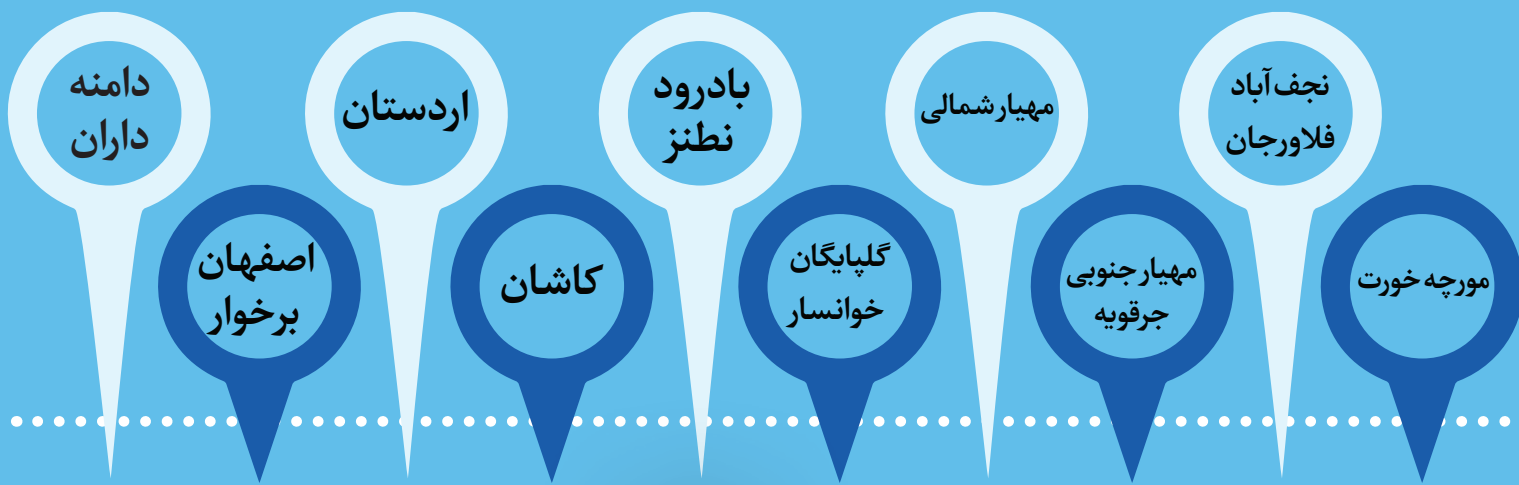 مورچه خورت
نجف آباد
فلاورجان
مهیار جنوبی
جرقویه
مهیار شمالی
گلپایگان
خوانسار
بادرود
نطنز
کاشان
اردستان
اصفهان
برخوار
دامنه
داران